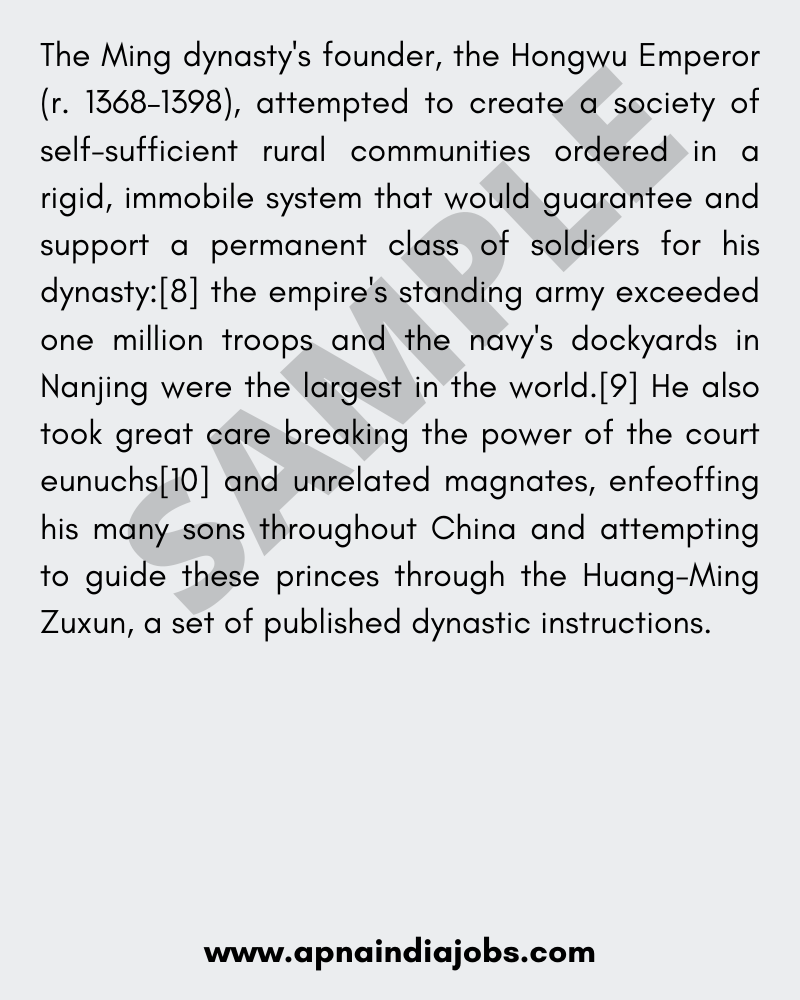 The Ming dynasty's founder, the Hongwu Emperor
(r. 1368–1398), attempted to create a society of
self-sufficient rural communities ordered in a
rigid, immobile system that would guarantee and
support a permanent class of soldiers for his
dynasty:[8] the empire's standing army exceeded
one million troops and the navy's dockyards in
Nanjing were the largest in the world.[9] He also
took great care breaking the power of the court
eunuchs[10] and unrelated magnates, enfeoffing
his many sons throughout China and attempting
to guide these princes through the Huang-Ming
Zuxun, a set of published dynastic instructions.
SAMPLE
www.apnaindiajobs.com